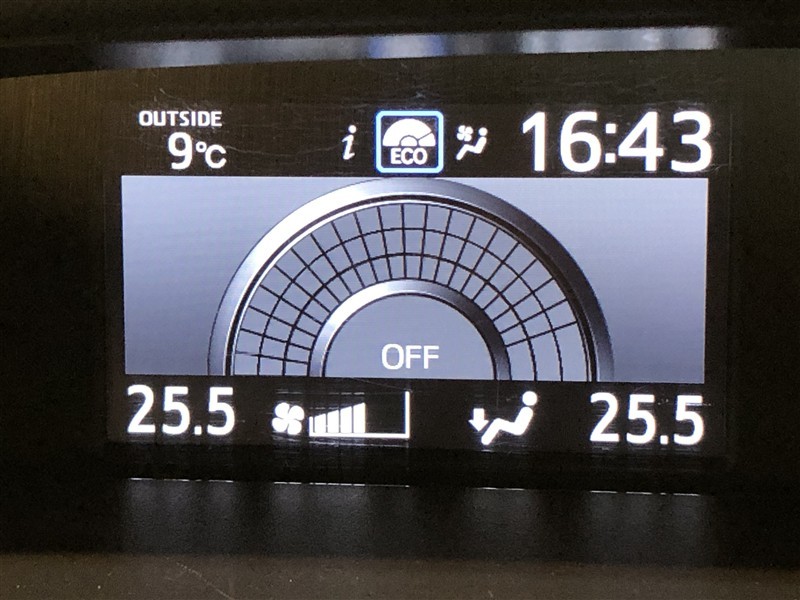 OUTSIDE
9°C
i
ECO
16:43
OFF
25.5
25.5